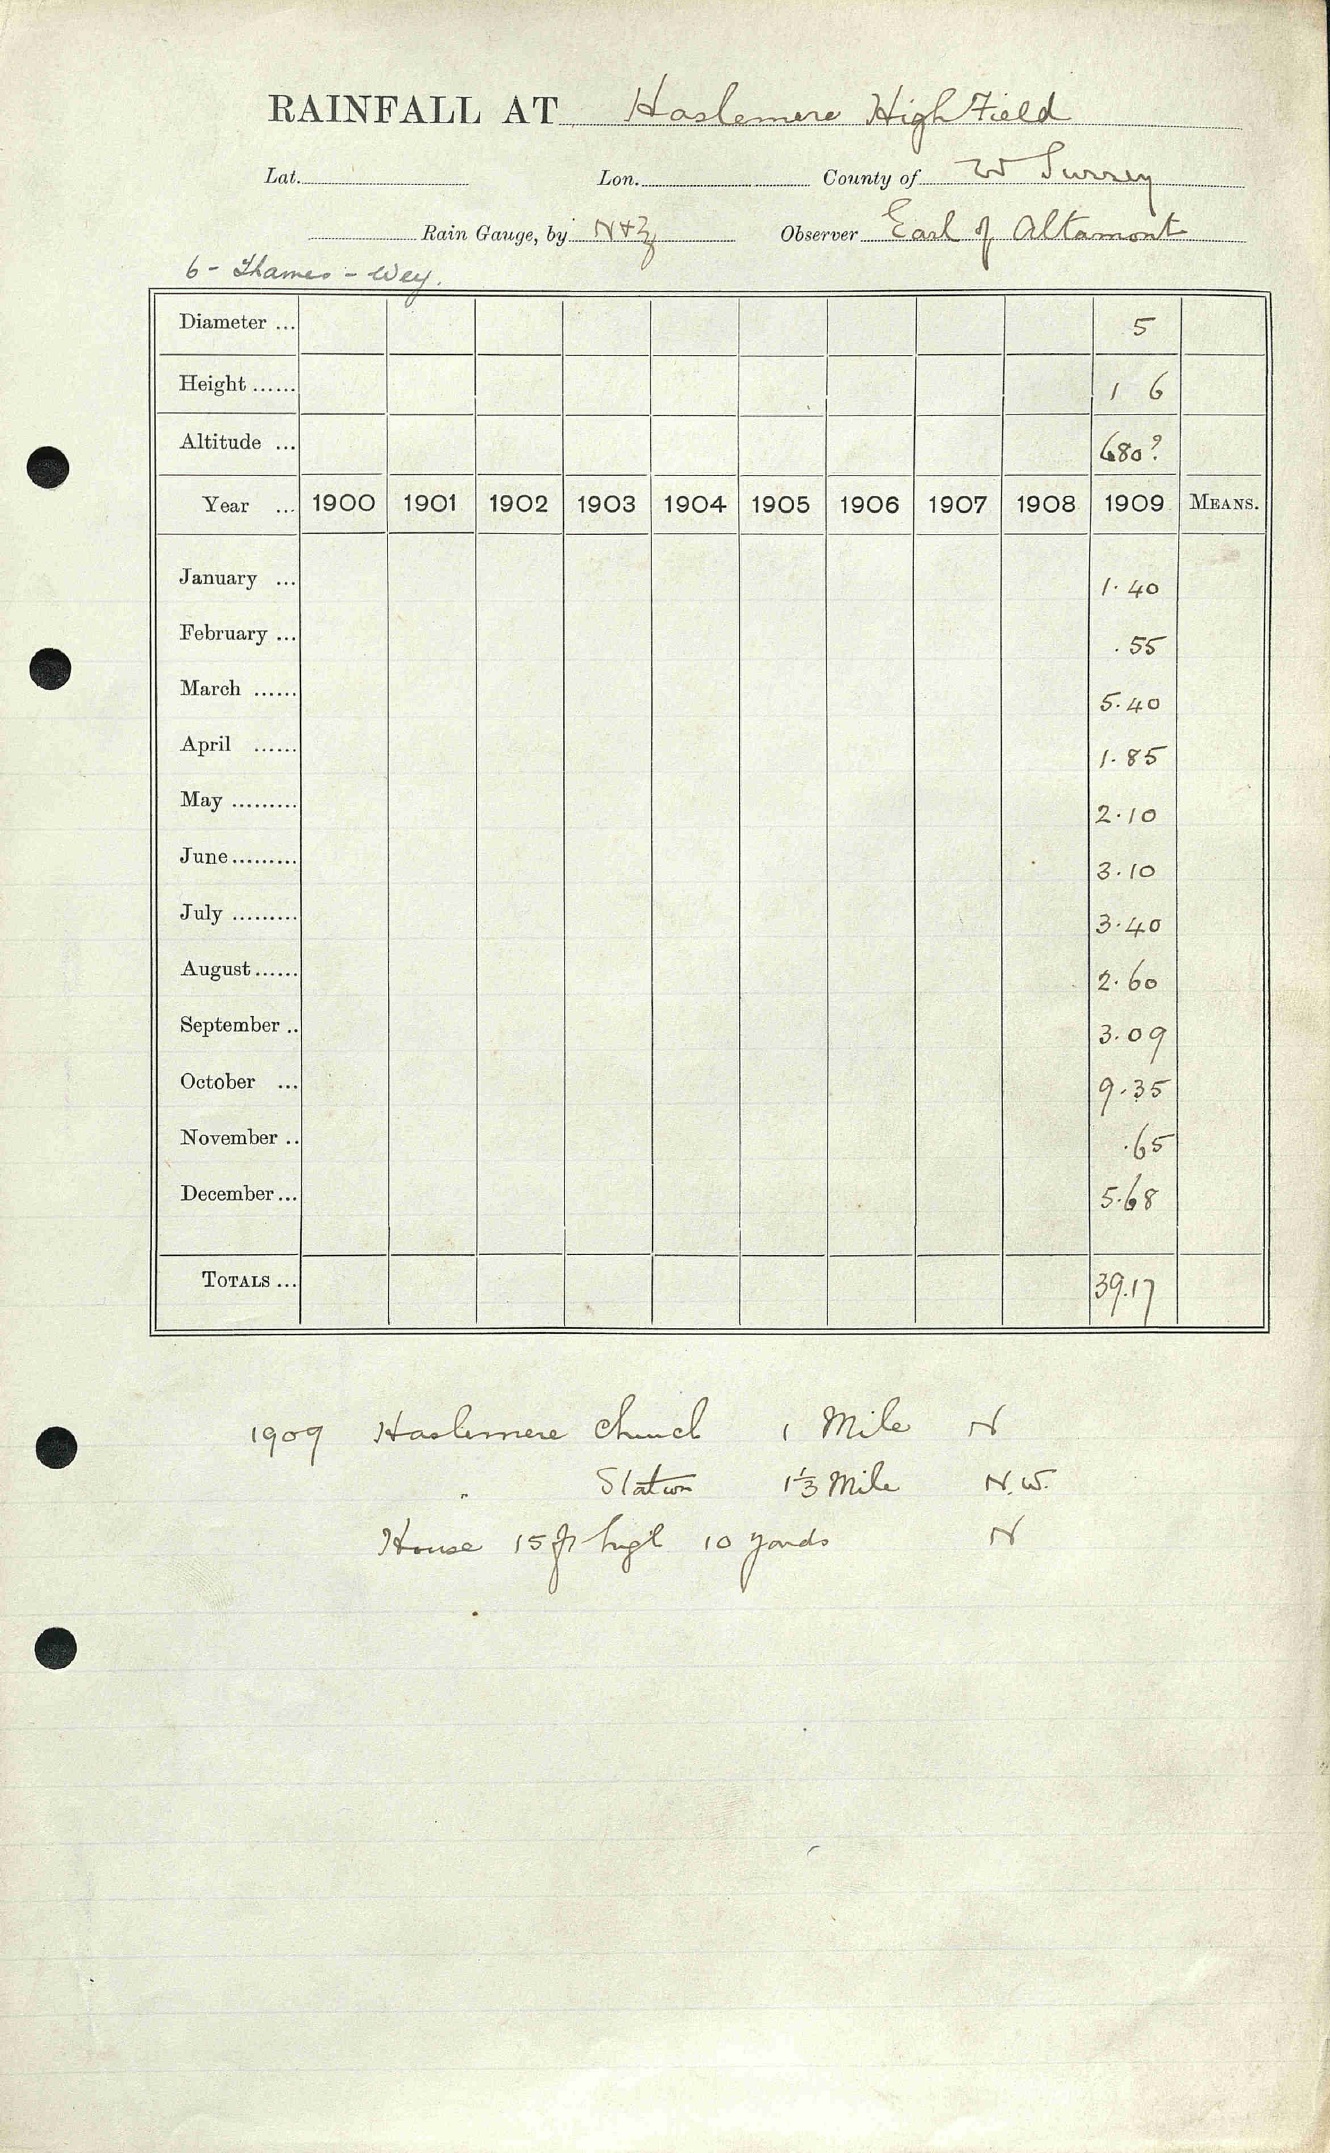 RAINFALL AT Haslemere High Field
Lat. Lon. County of W Surrey
Rain Gauge, by N+Z Observer Earl of Altamont
6 - Thames - Wey.
Diameter ... 5
Height ...... 1 6
Altitude ... 680?
Year ... 1900 1901 1902 1903 1904 1905 1906 1907 1908 1909 MEANS.
January ... 1.40
February ... .55
March ...... 5.40
April ...... 1.85
May ......... 2.10
June ......... 3.10
July ......... 3.40
August ...... 2.60
September .. 3.09
October ... 9.35
November .. .65
December ... 5.68
TOTALS ... 39.17
1909 Haslemere Church 1 Mile N
" Station 1⅓ Mile N.W.
House 15 ft high 10 yards N